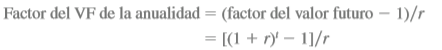 Factor del VF de la anualidad = (factor del valor futuro − 1)/r
= [(1 + r)ᵗ − 1]/r